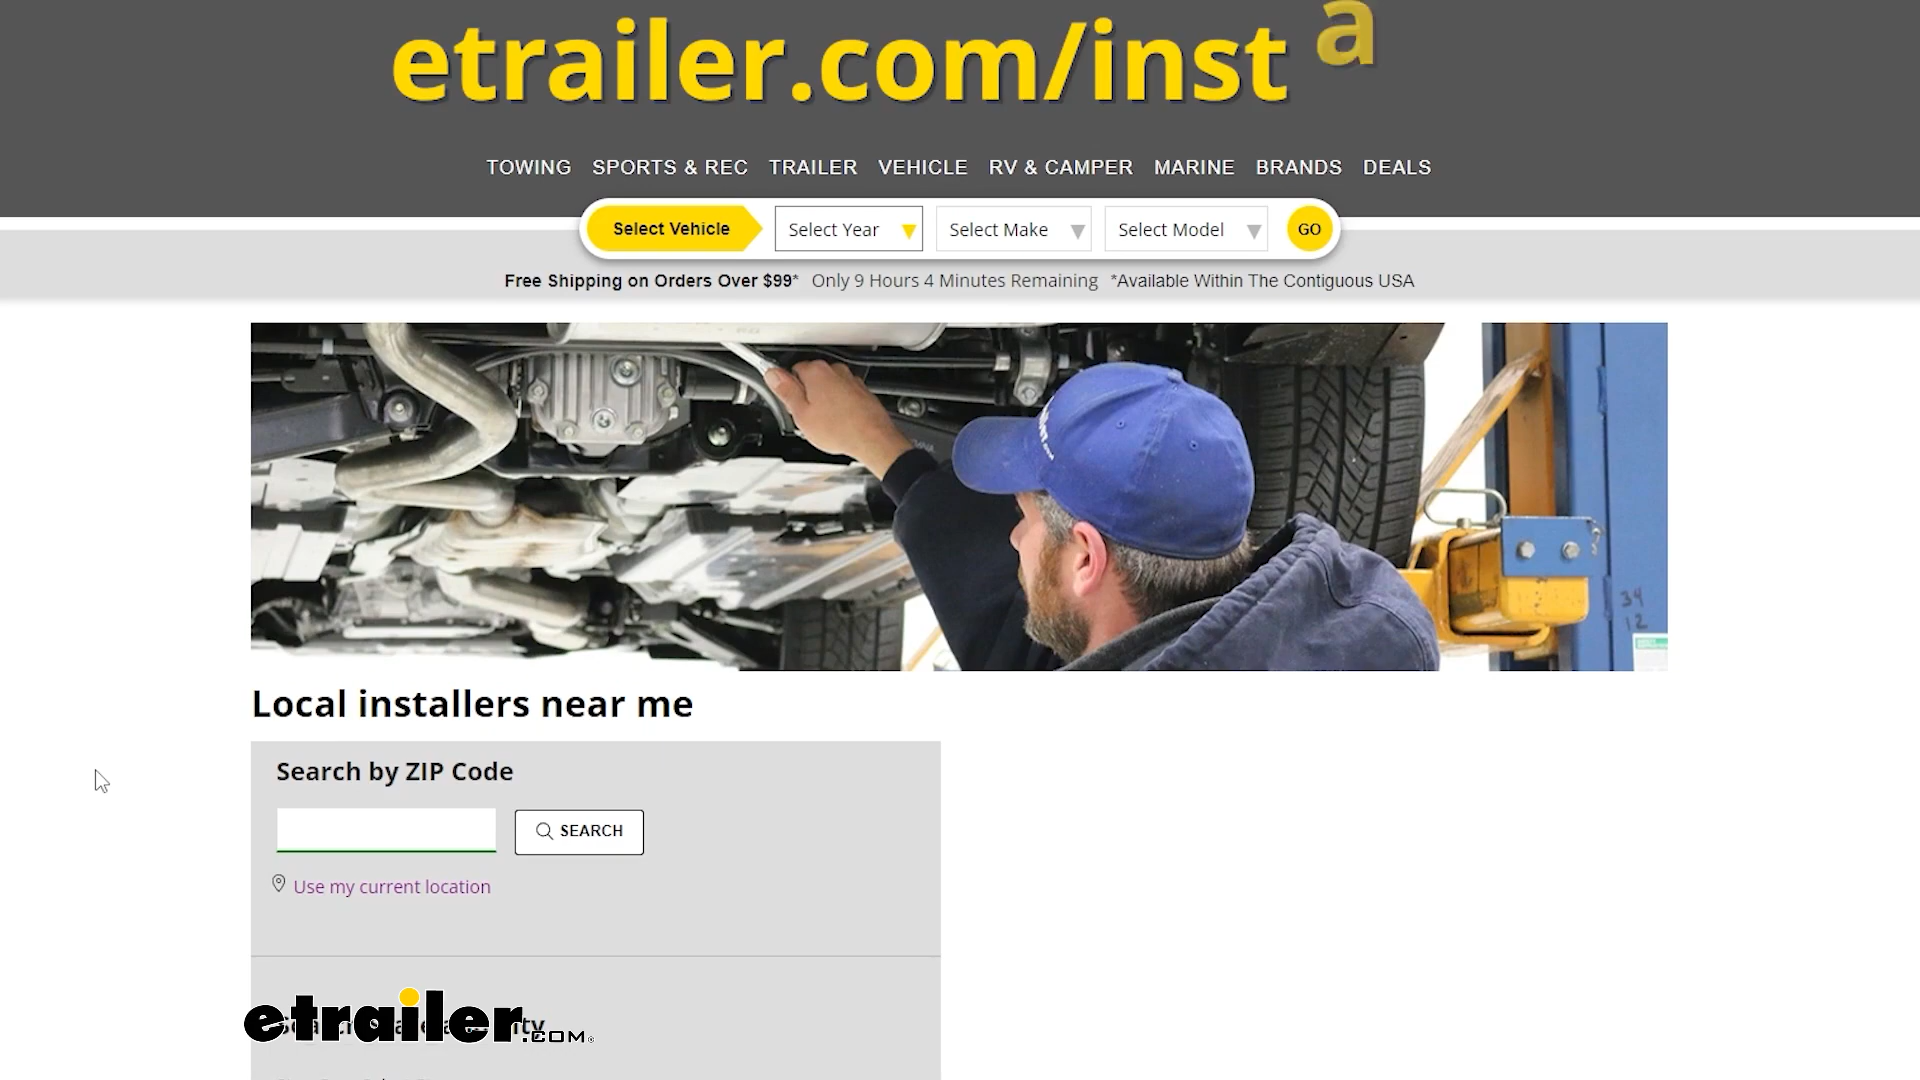 etrailer.com/inst a
TOWING SPORTS & REC TRAILER VEHICLE RV & CAMPER MARINE BRANDS DEALS
Select Vehicle Select Year Select Make Select Model GO
Free Shipping on Orders Over $99* Only 9 Hours 4 Minutes Remaining *Available Within The Contiguous USA
34
12
Local installers near me
Search by ZIP Code
SEARCH
Use my current location
etrailer.com